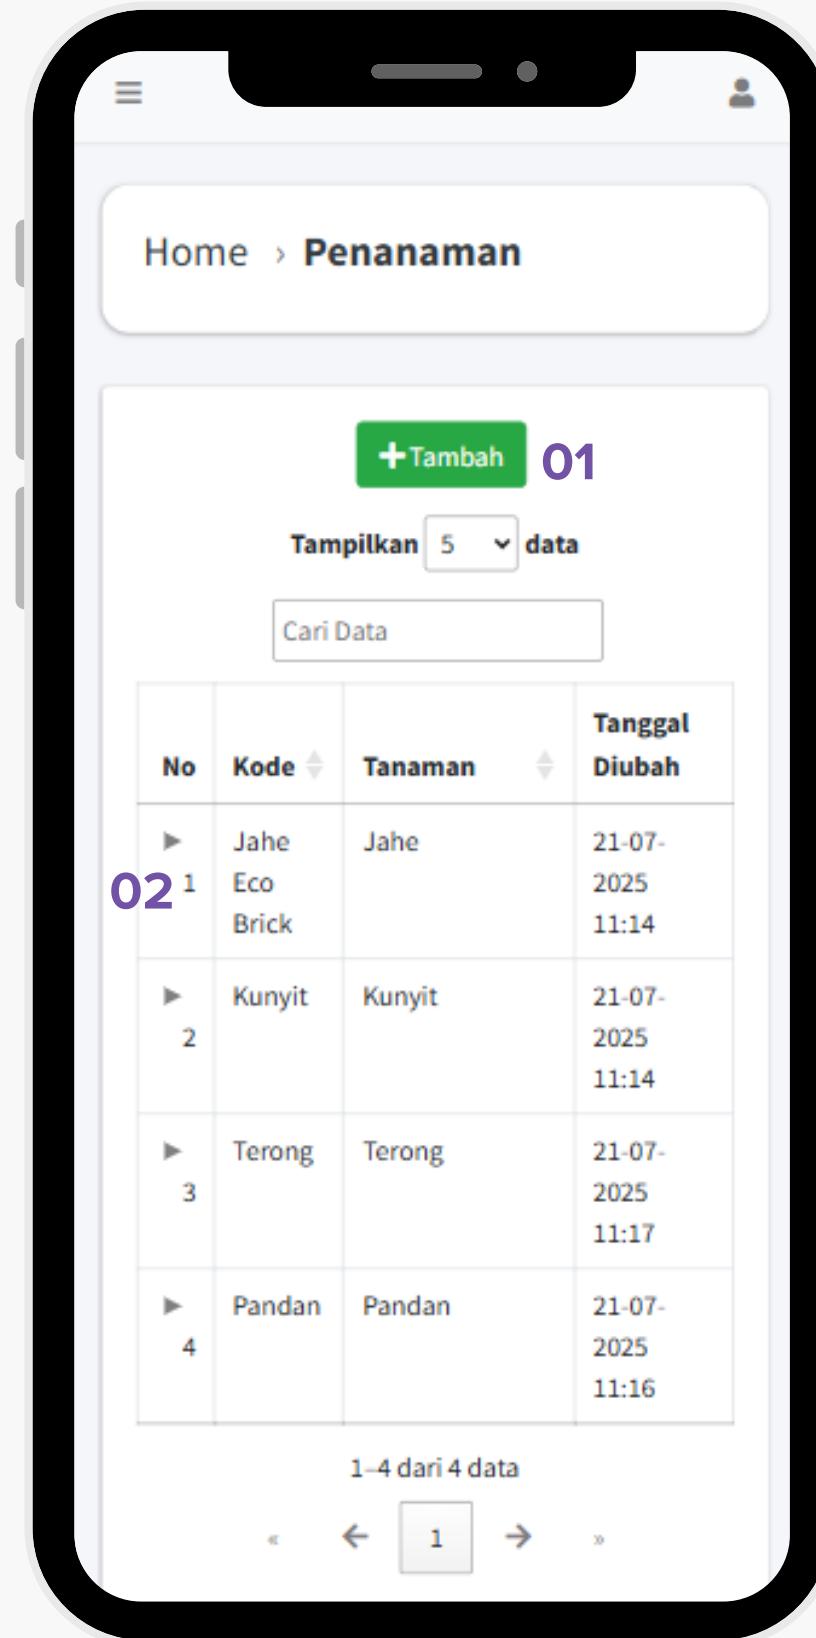 Home › Penanaman
+Tambah 01
Tampilkan 5 data
Cari Data
No Kode Tanaman Tanggal Diubah
02 1 Jahe Eco Brick Jahe 21-07-2025 11:14
2 Kunyit Kunyit 21-07-2025 11:14
3 Terong Terong 21-07-2025 11:17
4 Pandan Pandan 21-07-2025 11:16
1–4 dari 4 data
« ← 1 → »